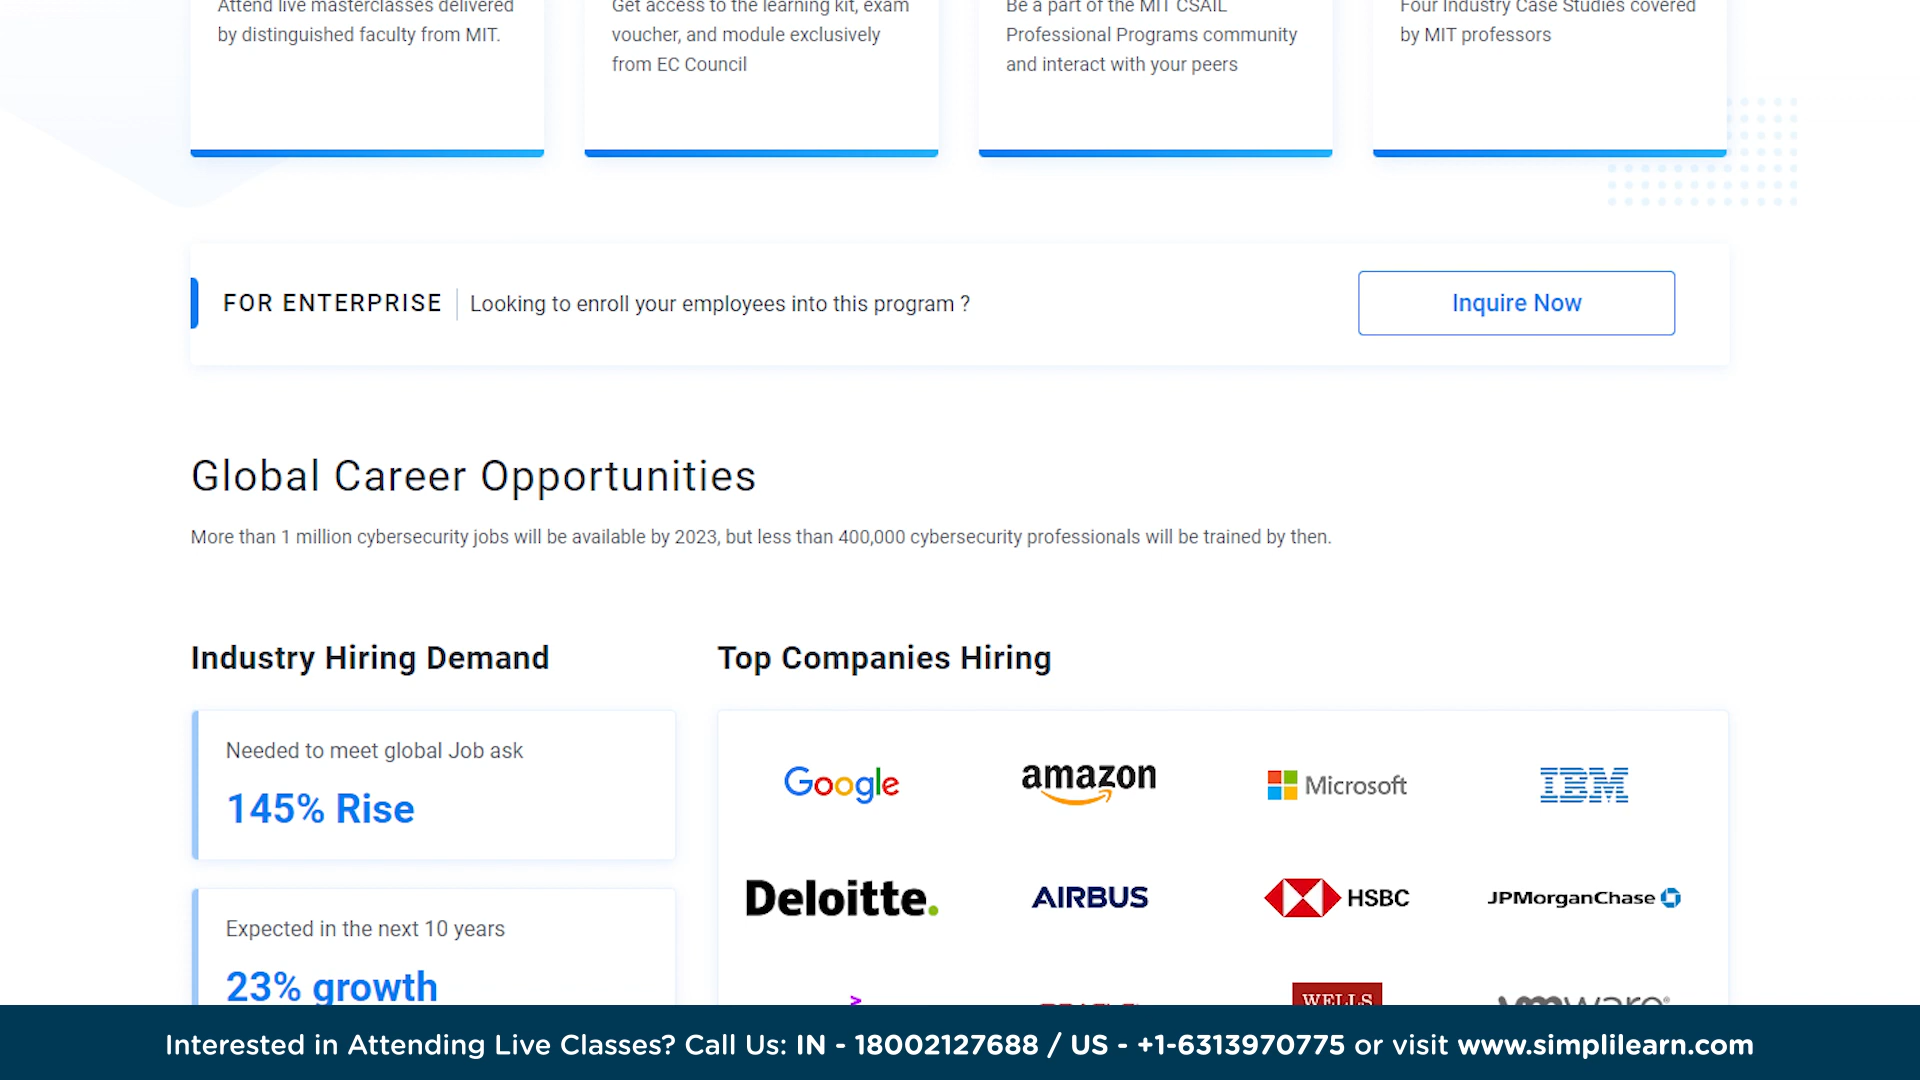 Attend live masterclasses delivered
by distinguished faculty from MIT.
Get access to the learning kit, exam
voucher, and module exclusively
from EC Council
Be a part of the MIT CSAIL
Professional Programs community
and interact with your peers
Four Industry Case Studies covered
by MIT professors
FOR ENTERPRISE Looking to enroll your employees into this program ?
Inquire Now
Global Career Opportunities
More than 1 million cybersecurity jobs will be available by 2023, but less than 400,000 cybersecurity professionals will be trained by then.
Industry Hiring Demand
Needed to meet global Job ask
145% Rise
Expected in the next 10 years
23% growth
Top Companies Hiring
Google amazon Microsoft IBM
Deloitte. AIRBUS HSBC JPMorganChase
WELLS vmware
Interested in Attending Live Classes? Call Us: IN - 18002127688 / US - +1-6313970775 or visit www.simplilearn.com